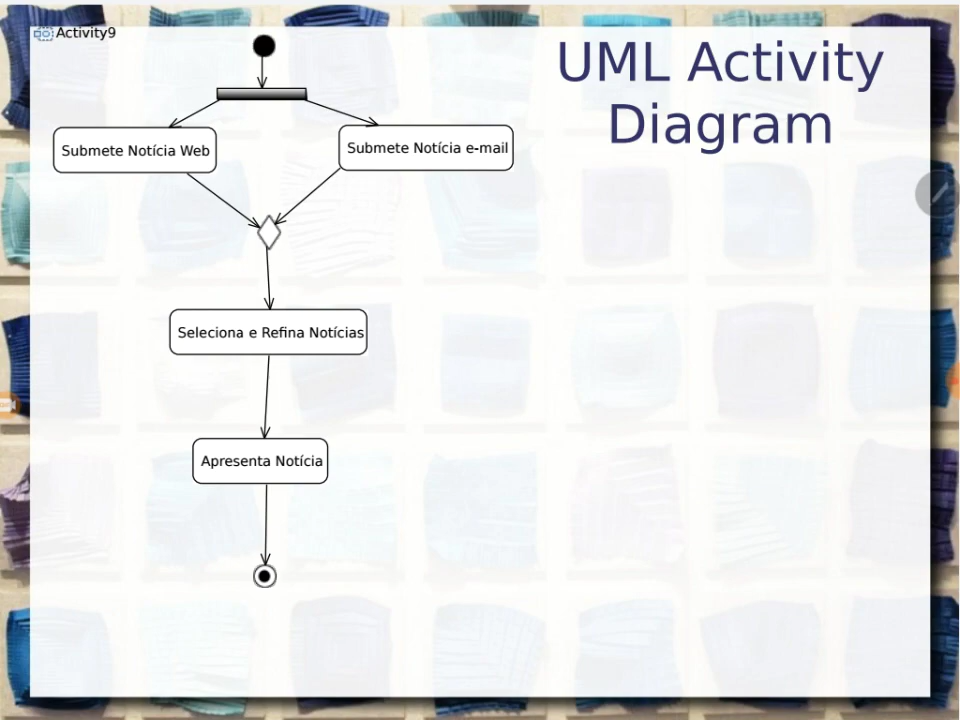 Activity9
UML Activity
Diagram
Submete Notícia Web
Submete Notícia e-mail
Seleciona e Refina Notícias
Apresenta Notícia